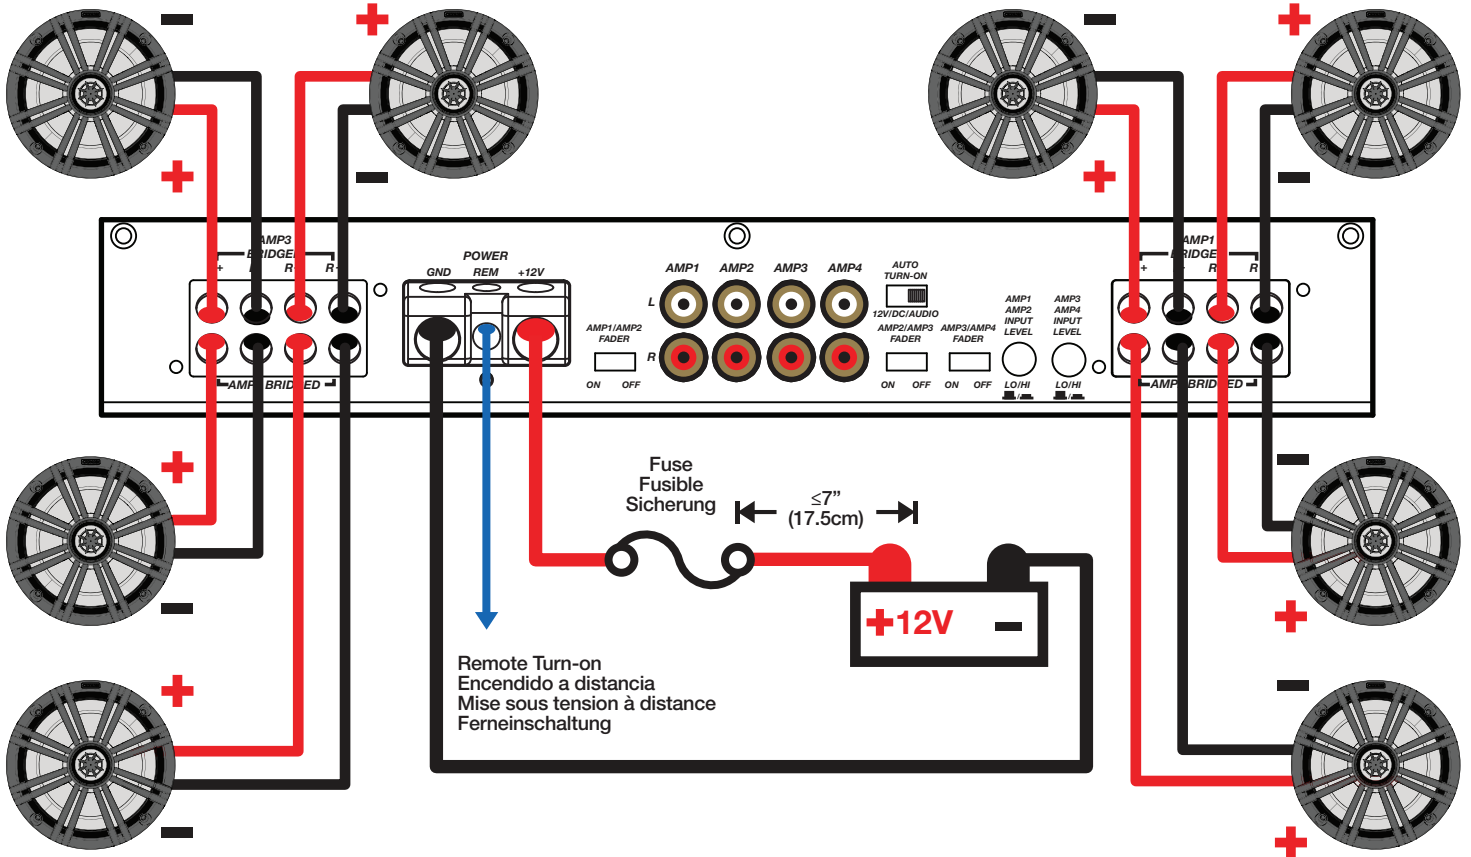 AMP3
BRIDGED
+
R
R
POWER
GND REM +12V
AMP1/AMP2
FADER
ON OFF
AMP1 AMP2 AMP3 AMP4
L
R
AUTO
TURN-ON
12V/DC/AUDIO
AMP2/AMP3
FADER
ON OFF
AMP3/AMP4
FADER
ON OFF
AMP1
AMP2
INPUT
LEVEL
LO/HI
/
AMP3
AMP4
INPUT
LEVEL
LO/HI
/
AMP1
BRIDGED
+
R
R
AMP BRIDGED
AMP BRIDGED
Fuse
Fusible
Sicherung
≤7”
(17.5cm)
+12V −
Remote Turn-on
Encendido a distancia
Mise sous tension à distance
Ferneinschaltung